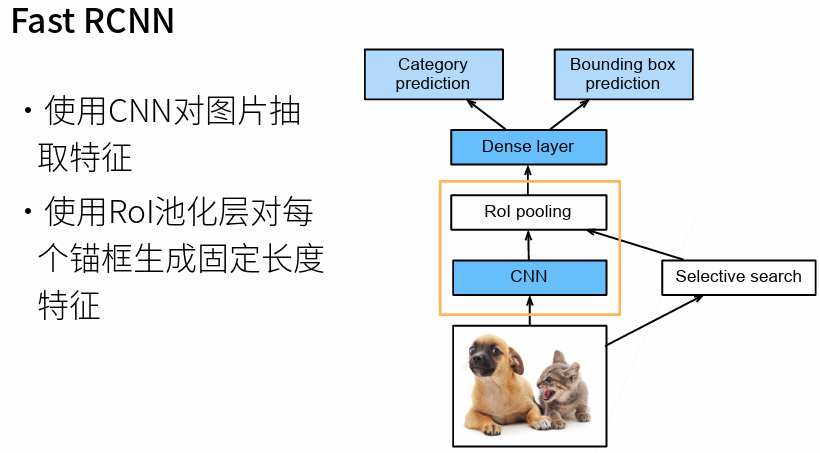 Fast RCNN
• 使用CNN对图片抽
取特征
• 使用RoI池化层对每
个锚框生成固定长度
特征
Category
prediction
Bounding box
prediction
Dense layer
RoI pooling
CNN
Selective search